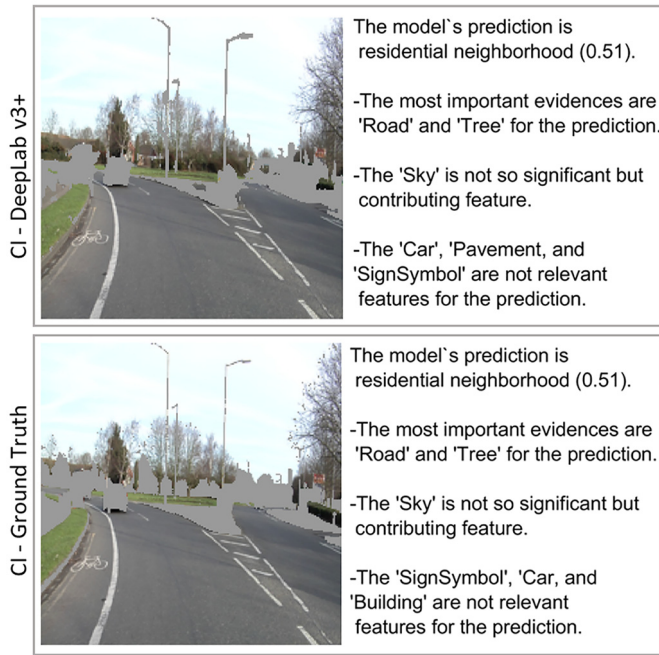 CI - DeepLab v3+
The model`s prediction is
residential neighborhood (0.51).
-The most important evidences are
'Road' and 'Tree' for the prediction.
-The 'Sky' is not so significant but
contributing feature.
-The 'Car', 'Pavement, and
'SignSymbol' are not relevant
features for the prediction.
CI - Ground Truth
The model`s prediction is
residential neighborhood (0.51).
-The most important evidences are
'Road' and 'Tree' for the prediction.
-The 'Sky' is not so significant but
contributing feature.
-The 'SignSymbol', 'Car, and
'Building' are not relevant
features for the prediction.